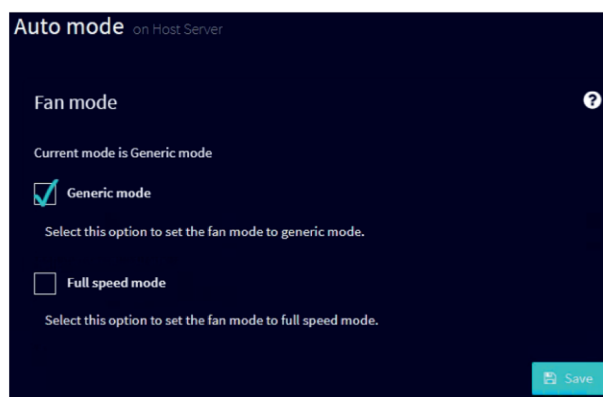 Auto mode on Host Server
Fan mode
Current mode is Generic mode
Generic mode
Select this option to set the fan mode to generic mode.
Full speed mode
Select this option to set the fan mode to full speed mode.
Save